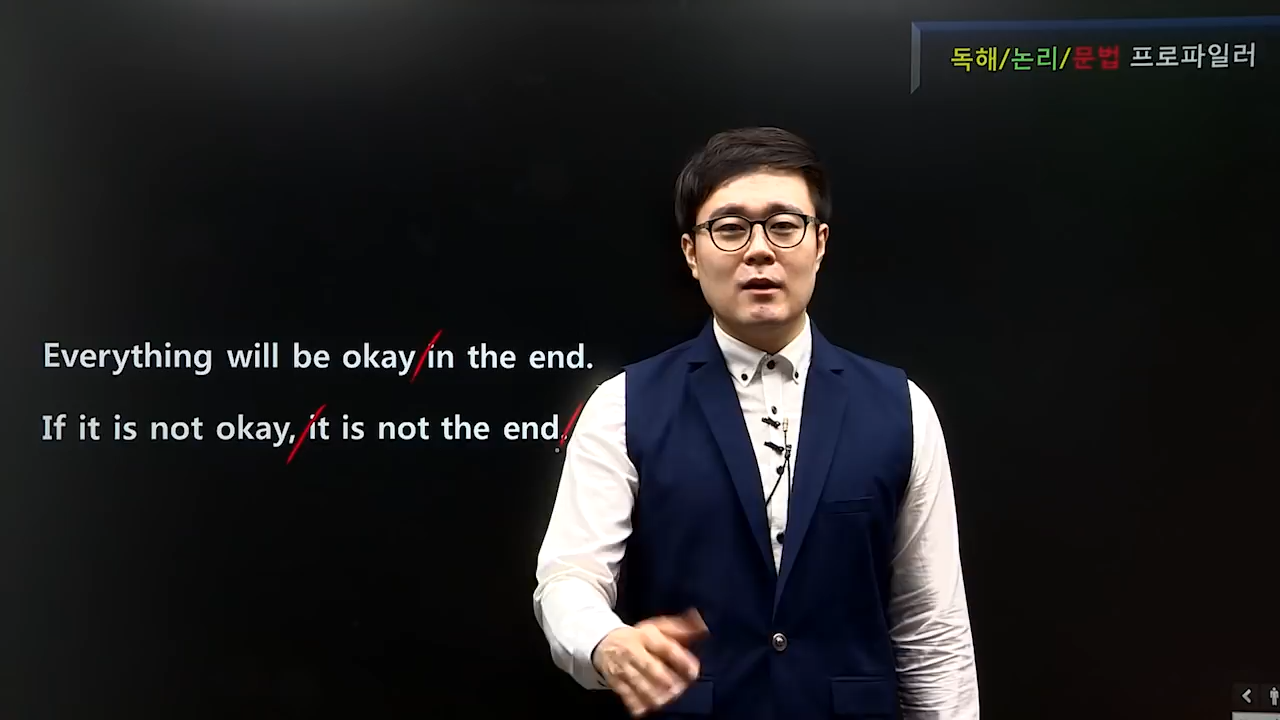 독해/논리/문법 프로파일러
Everything will be okay in the end.
If it is not okay, it is not the end.